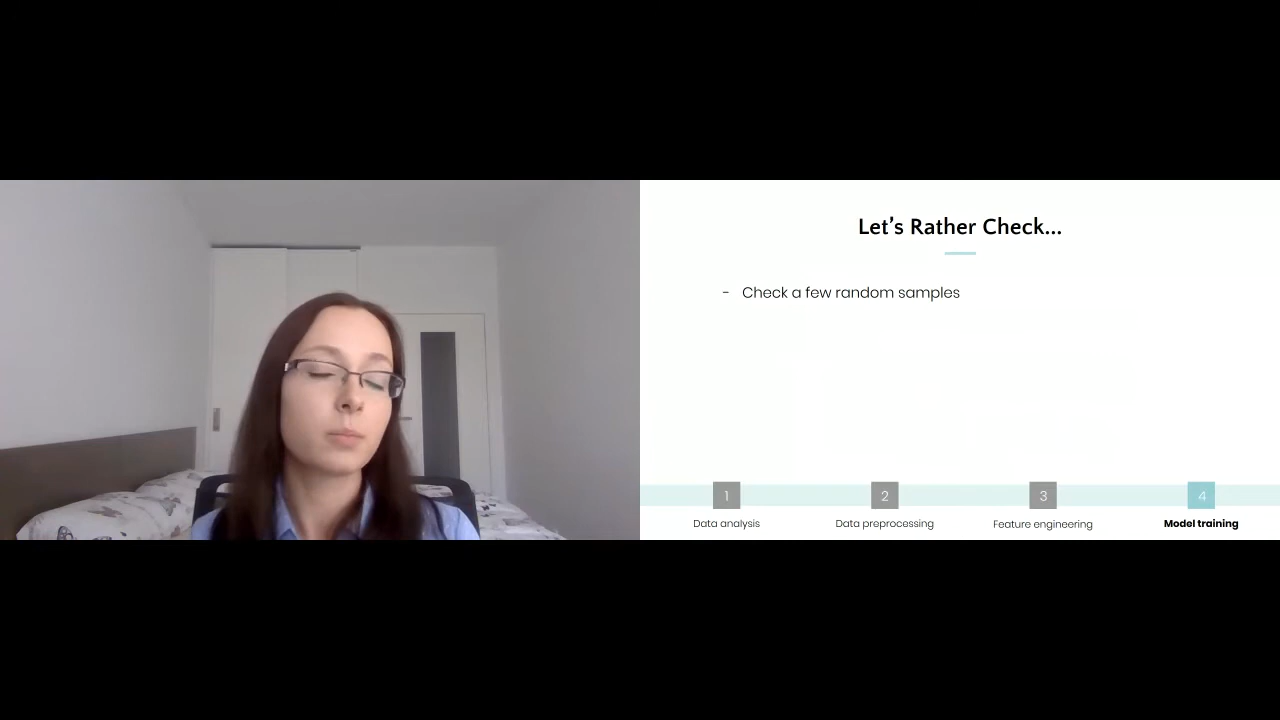 Let's Rather Check...
- Check a few random samples
1 2 3 4
Data analysis Data preprocessing Feature engineering Model training